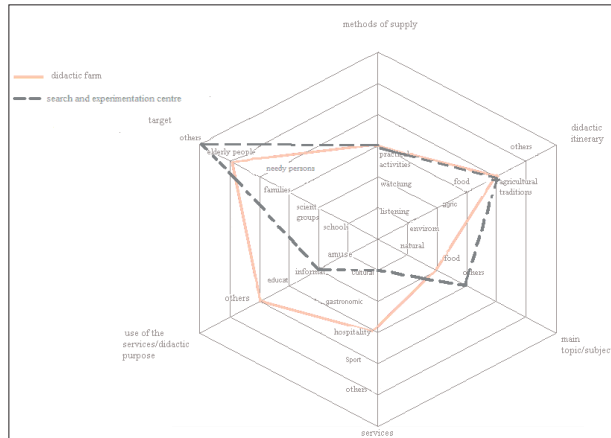 methods of supply
didactic farm
search and experimentation centre
target
didactic
itinerary
others
others
elderly people
practical
activities
needy persons
food
agricultural
traditions
families
watching
scient
groups
listening
schools
envirom
natural
amuse
food
informat
cultural
others
educat
others
gastronomic
use of the
services/didactic
purpose
hospitality
main
topic/subject
Sport
others
services